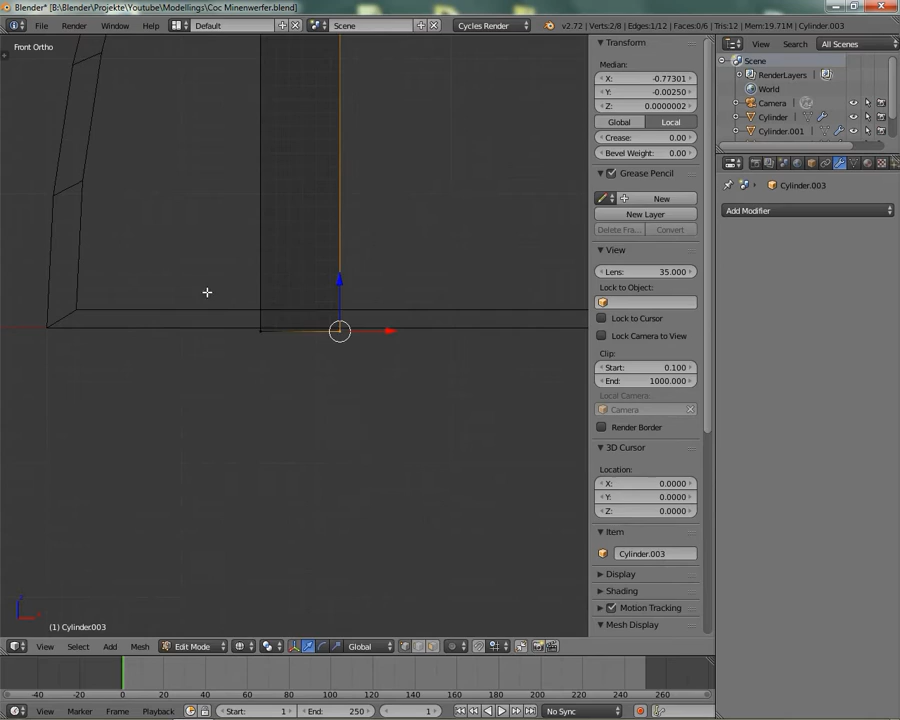 Blender* [B:\Blender\Projekte\Youtube\Modellings\Coc Minenwerfer.blend]
File Render Window Help Default Scene Cycles Render v2.72 | Verts:2/8 | Edges:1/12 | Faces:0/6 | Tris:12 | Mem:19.71M | Cylinder.003
Front Ortho
Transform
Median:
X: -0.77301
Y: -0.00250
Z: 0.0000002
Global Local
Crease: 0.00
Bevel Weight: 0.00
Grease Pencil
New
New Layer
Delete Fra... Convert
View
Lens: 35.000
Lock to Object:
Lock to Cursor
Lock Camera to View
Clip:
Start: 0.100
End: 1000.000
Local Camera:
Camera
Render Border
3D Cursor
Location:
X: 0.0000
Y: 0.0000
Z: 0.0000
Item
Cylinder.003
Display
Shading
Motion Tracking
Mesh Display
View Search All Scenes
Scene
RenderLayers
World
Camera
Cylinder
Cylinder.001
Cylinder.003
Add Modifier
(1) Cylinder003
View Select Add Mesh Edit Mode Global
-40 -20 0 20 40 60 80 100 120 140 160 180 200 220 240 260
View Marker Frame Playback Start: 1 End: 250 1 No Sync